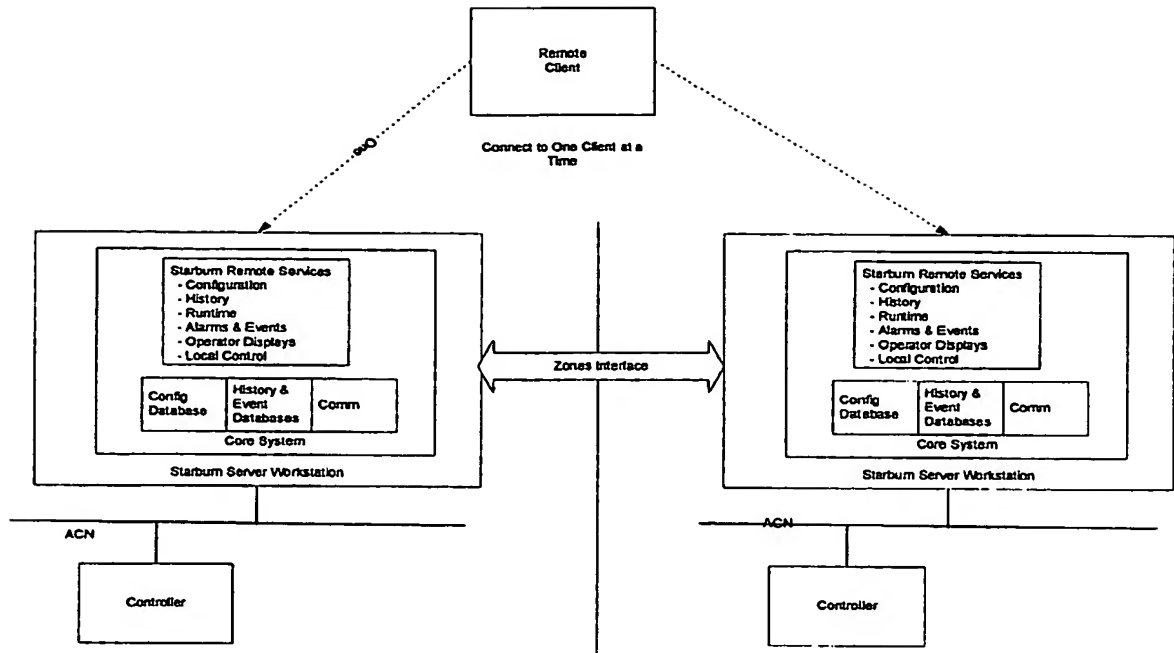 Remote
Client
One
Connect to One Client at a
Time
Starburn Remote Services
- Configuration
- History
- Runtime
- Alarms & Events
- Operator Displays
- Local Control
Config
Database
History &
Event
Databases
Comm
Core System
Starburn Server Workstation
ACN
Controller
Zones Interface
Starburn Remote Services
- Configuration
- History
- Runtime
- Alarms & Events
- Operator Displays
- Local Control
Config
Database
History &
Event
Databases
Comm
Core System
Starburn Server Workstation
ACN
Controller